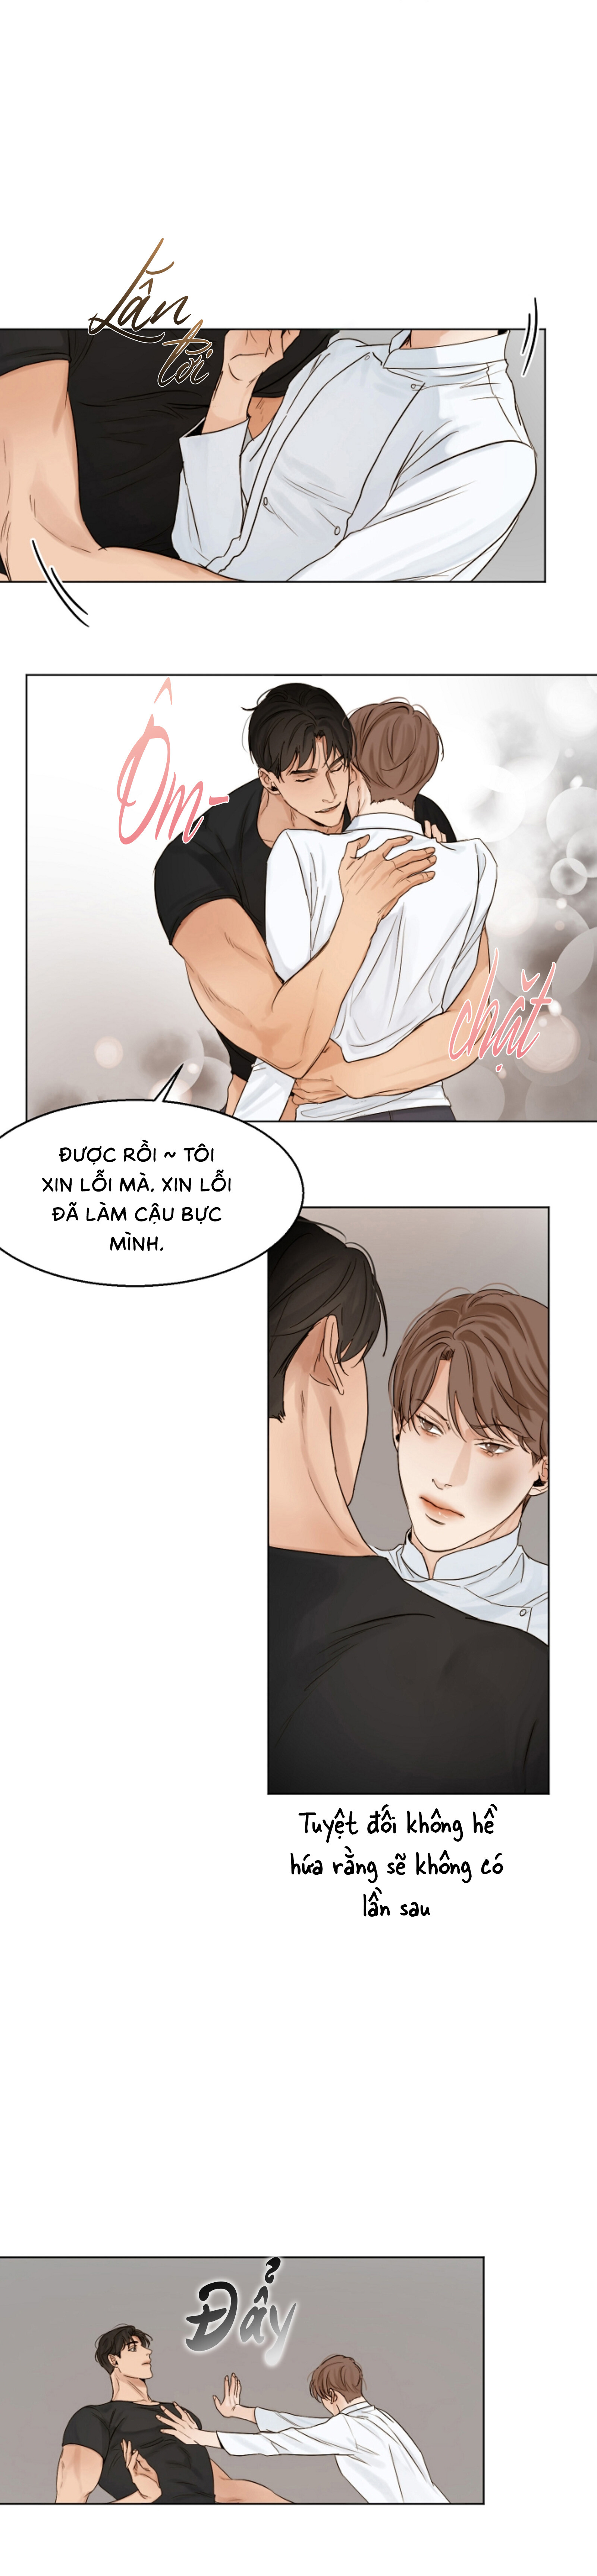 Lấn
tới
Ôm-
chặt
ĐƯỢC RỒI ~ TÔI
XIN LỖI MÀ. XIN LỖI
ĐÃ LÀM CẬU BỰC
MÌNH.
Tuyệt đối không hề
hứa rằng sẽ không có
lần sau
Đẩy